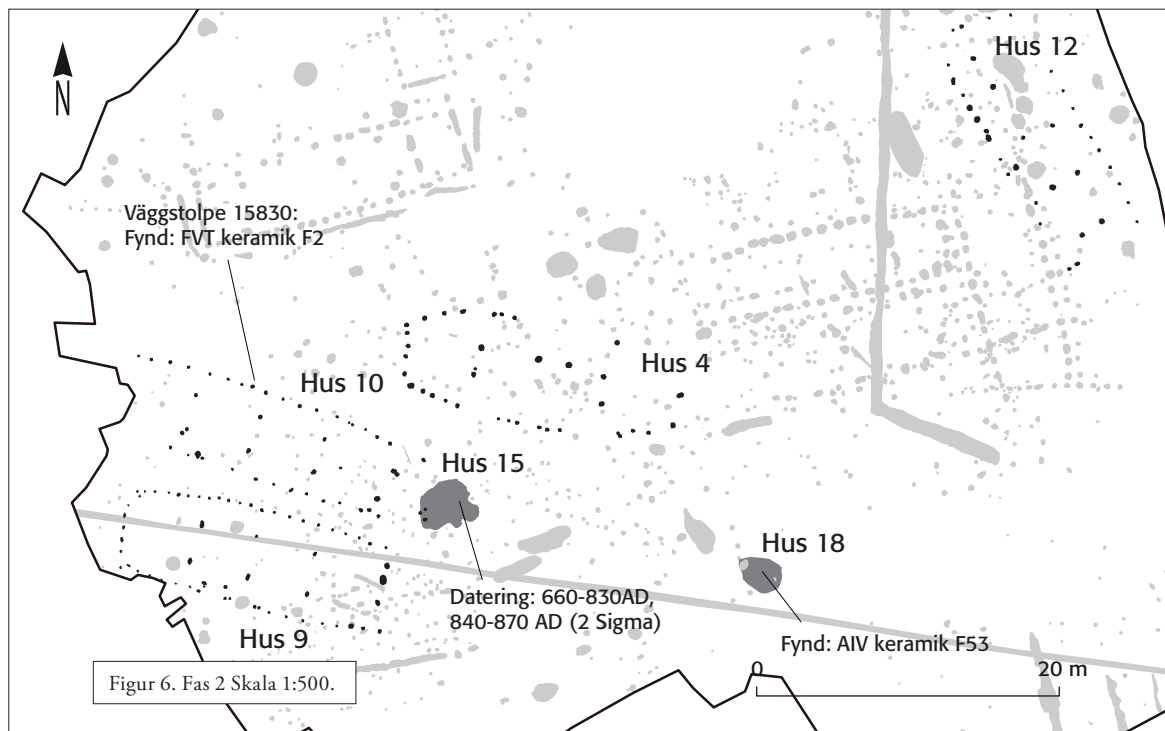 Hus 12
N
Väggstolpe 15830:
Fynd: FVT keramik F2
Hus 10
Hus 4
Hus 15
Hus 18
Datering: 660-830AD,
840-870 AD (2 Sigma)
Hus 9
Fynd: AIV keramik F53
Figur 6. Fas 2 Skala 1:500.
0
20 m